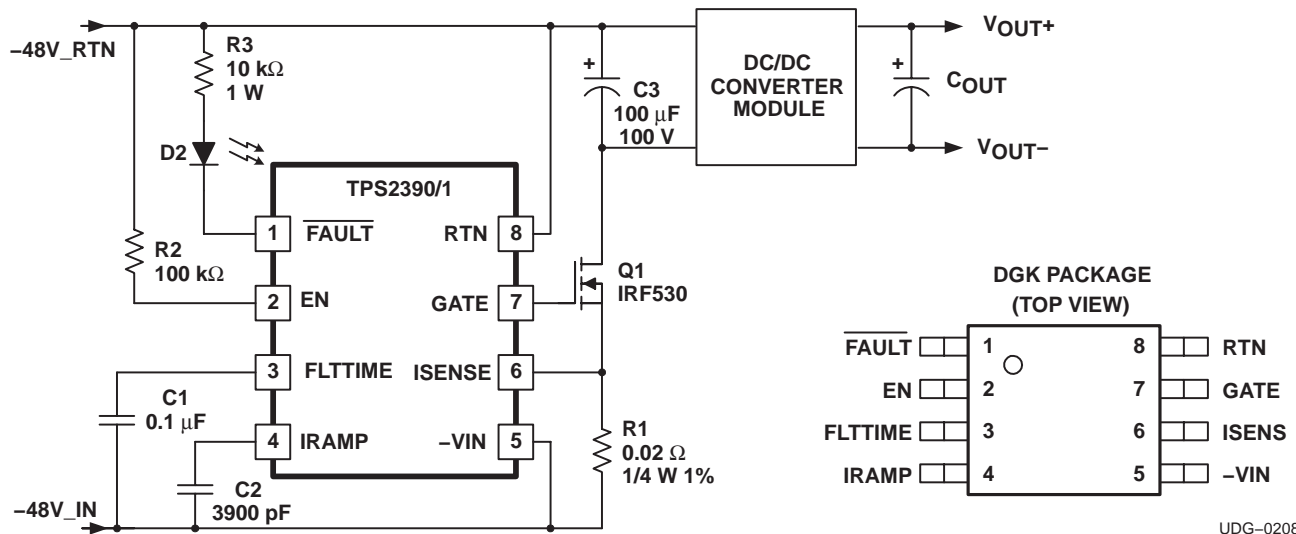 –48V_RTN
R3
10 kΩ
1 W
D2
R2
100 kΩ
TPS2390/1
1
FAULT
RTN
8
2
EN
GATE
7
3
FLTTIME
ISENSE
6
4
IRAMP
–VIN
5
C1
0.1 µF
C2
3900 pF
–48V_IN
+
C3
100 µF
100 V
DC/DC
CONVERTER
MODULE
VOUT+
+
COUT
VOUT–
Q1
IRF530
R1
0.02 Ω
1/4 W 1%
DGK PACKAGE
(TOP VIEW)
FAULT
1
8
RTN
EN
2
7
GATE
FLTTIME
3
6
ISENS
IRAMP
4
5
–VIN
UDG–0208